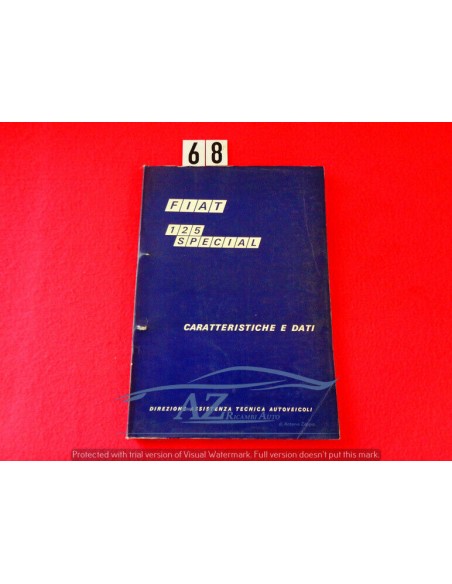 68
FIAT
125
SPECIAL
CARATTERISTICHE E DATI
AZ
DIREZIONE ASSISTENZA TECNICA AUTOVEICOLI
RICAMBI AUTO
Protected with trial version of Visual Watermark. Full version doesn't put this mark.